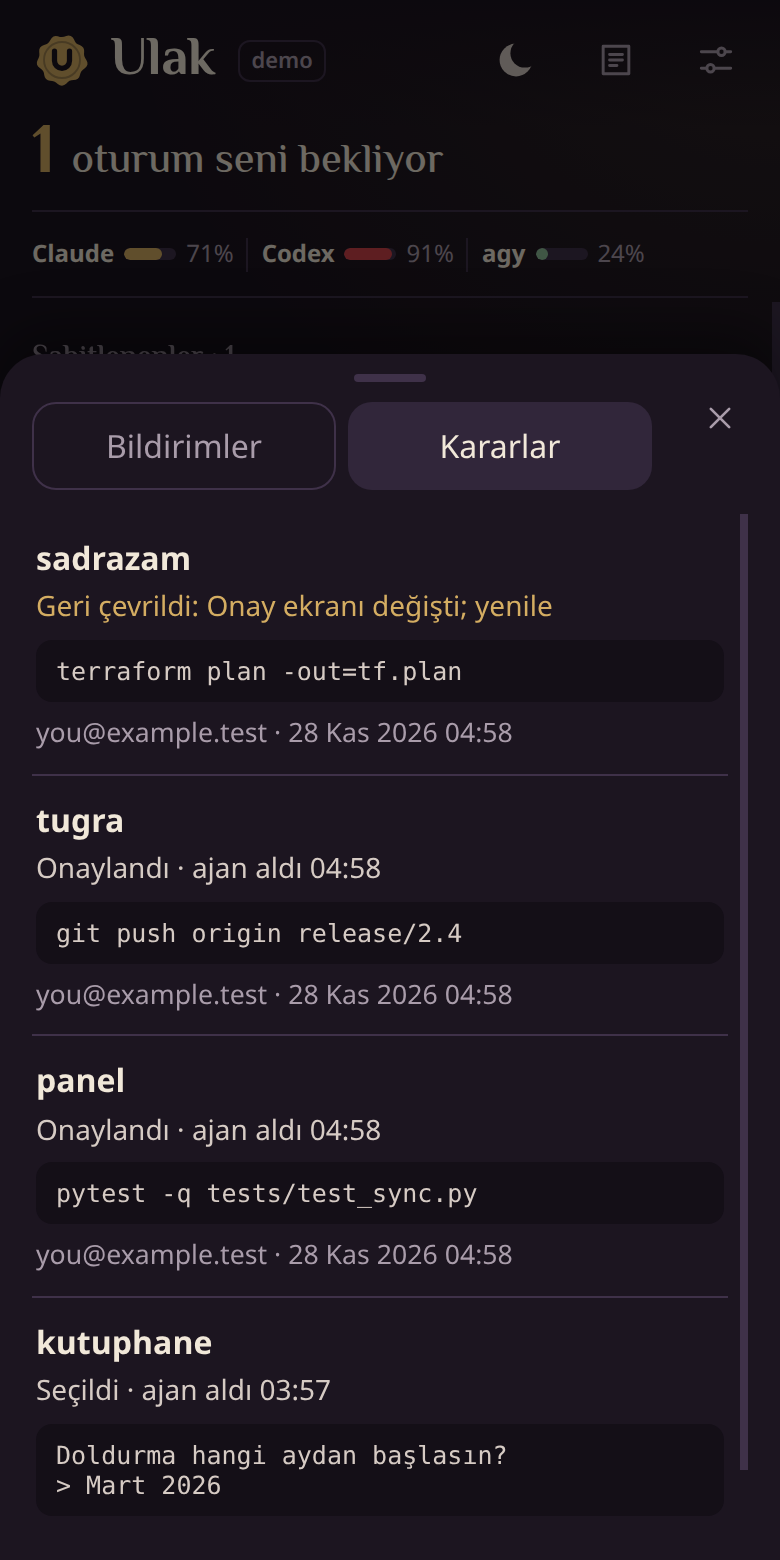 U Ulak demo
1 oturum seni bekliyor
Claude 71% Codex 91% agy 24%
Sabitlenenler · 1
Bildirimler Kararlar
sadrazam
Geri çevrildi: Onay ekranı değişti; yenile
terraform plan -out=tf.plan
you@example.test · 28 Kas 2026 04:58
tugra
Onaylandı · ajan aldı 04:58
git push origin release/2.4
you@example.test · 28 Kas 2026 04:58
panel
Onaylandı · ajan aldı 04:58
pytest -q tests/test_sync.py
you@example.test · 28 Kas 2026 04:58
kutuphane
Seçildi · ajan aldı 03:57
Doldurma hangi aydan başlasın?
> Mart 2026